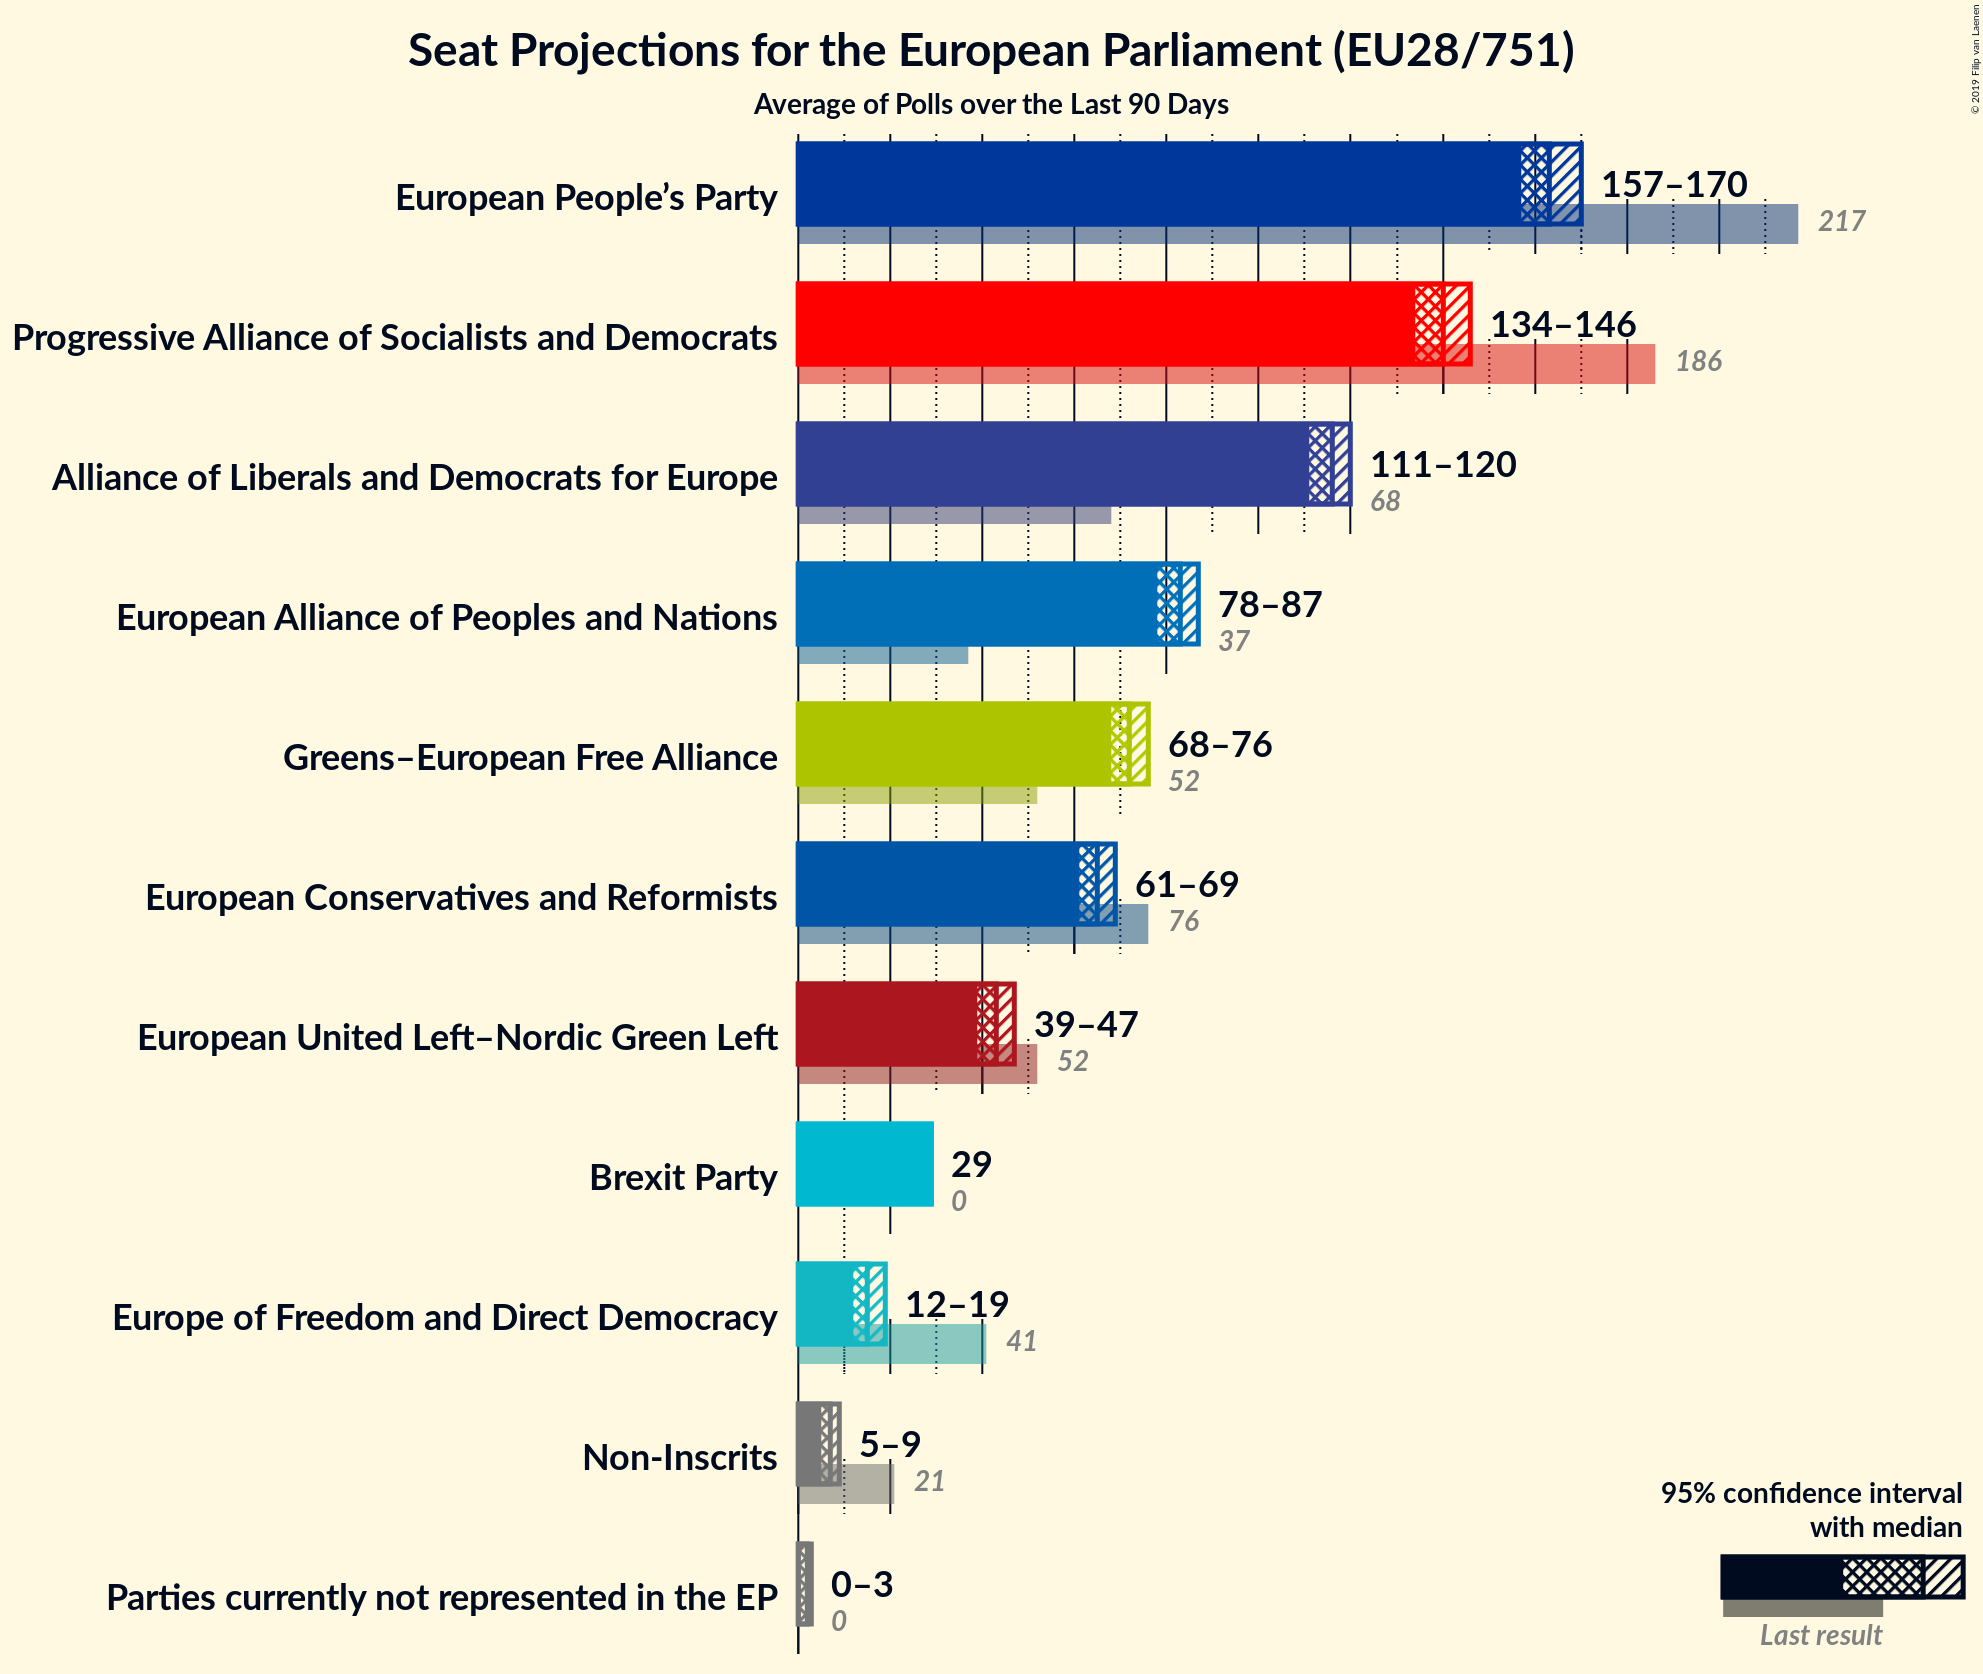 Seat Projections for the European Parliament (EU28/751)
Average of Polls over the Last 90 Days
© 2019 Filip van Laenen
European People’s Party
157–170
217
Progressive Alliance of Socialists and Democrats
134–146
186
Alliance of Liberals and Democrats for Europe
111–120
68
European Alliance of Peoples and Nations
78–87
37
Greens–European Free Alliance
68–76
52
European Conservatives and Reformists
61–69
76
European United Left–Nordic Green Left
39–47
52
Brexit Party
29
0
Europe of Freedom and Direct Democracy
12–19
41
Non-Inscrits
5–9
21
Parties currently not represented in the EP
0–3
0
95% confidence interval
with median
Last result